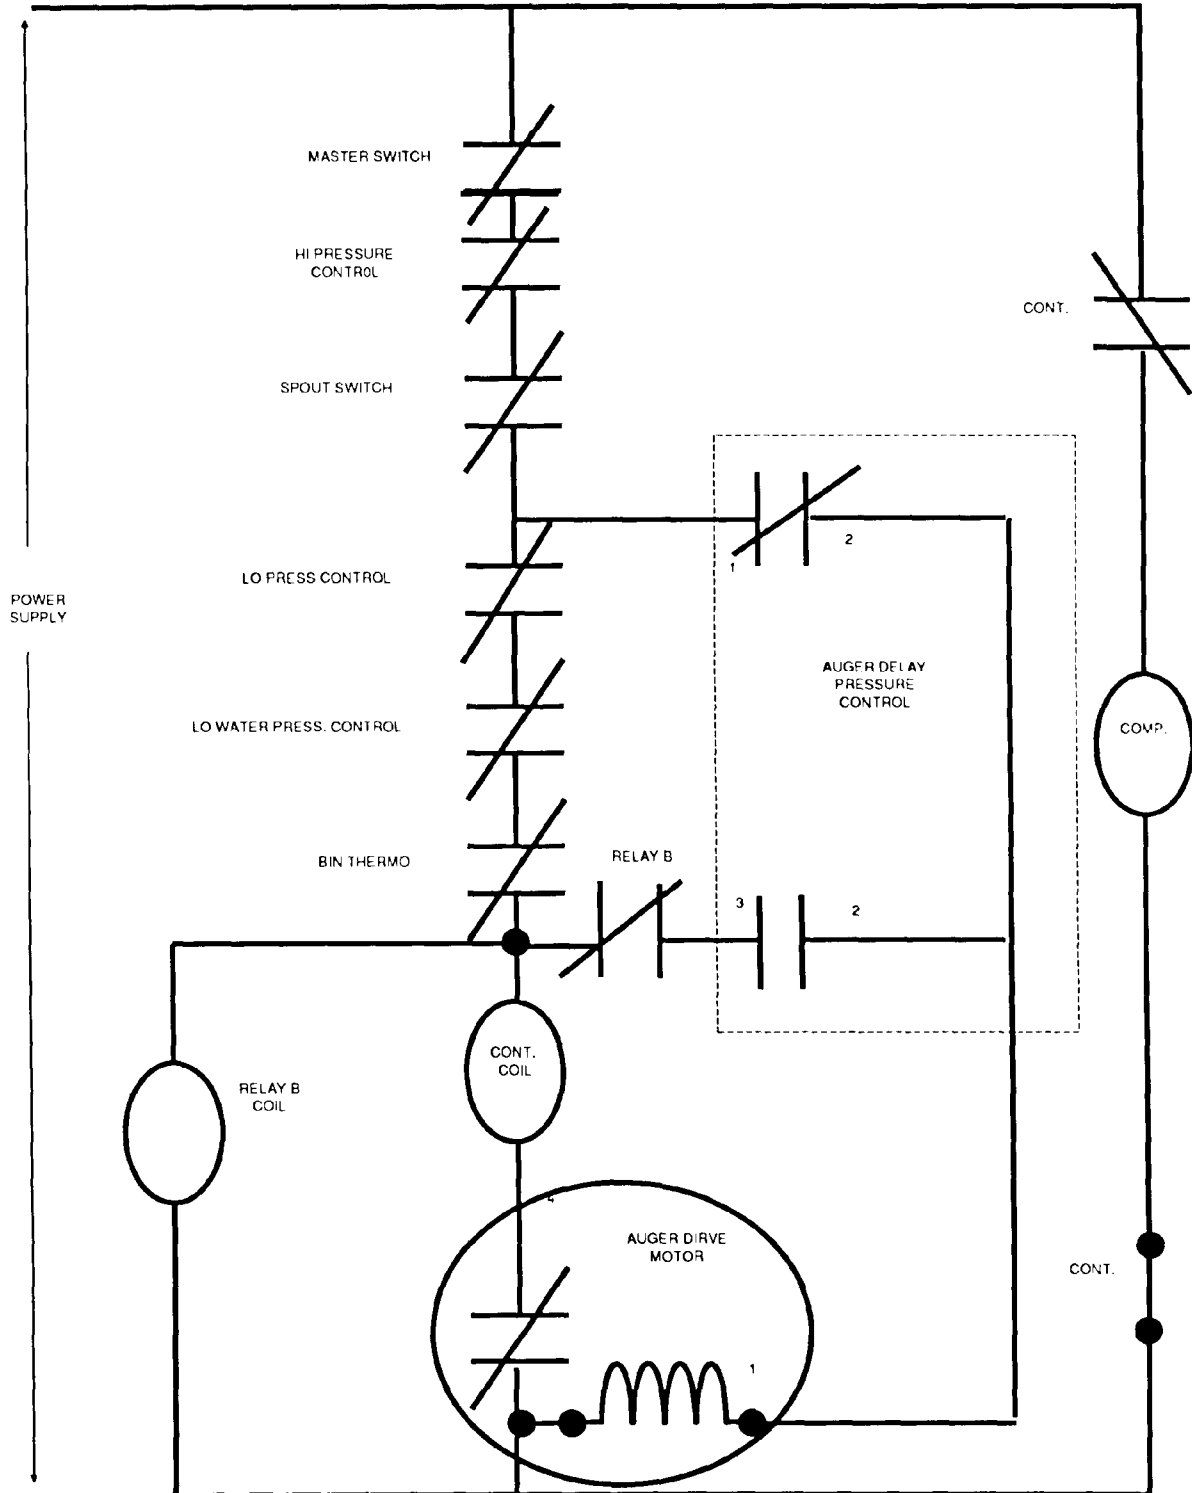 MASTER SWITCH
HI PRESSURE
CONTROL
CONT.
SPOUT SWITCH
1
2
LO PRESS CONTROL
POWER
SUPPLY
AUGER DELAY
PRESSURE
CONTROL
LO WATER PRESS. CONTROL
COMP.
BIN THERMO
RELAY B
3
2
CONT.
COIL
RELAY B
COIL
4
AUGER DIRVE
MOTOR
CONT.
1